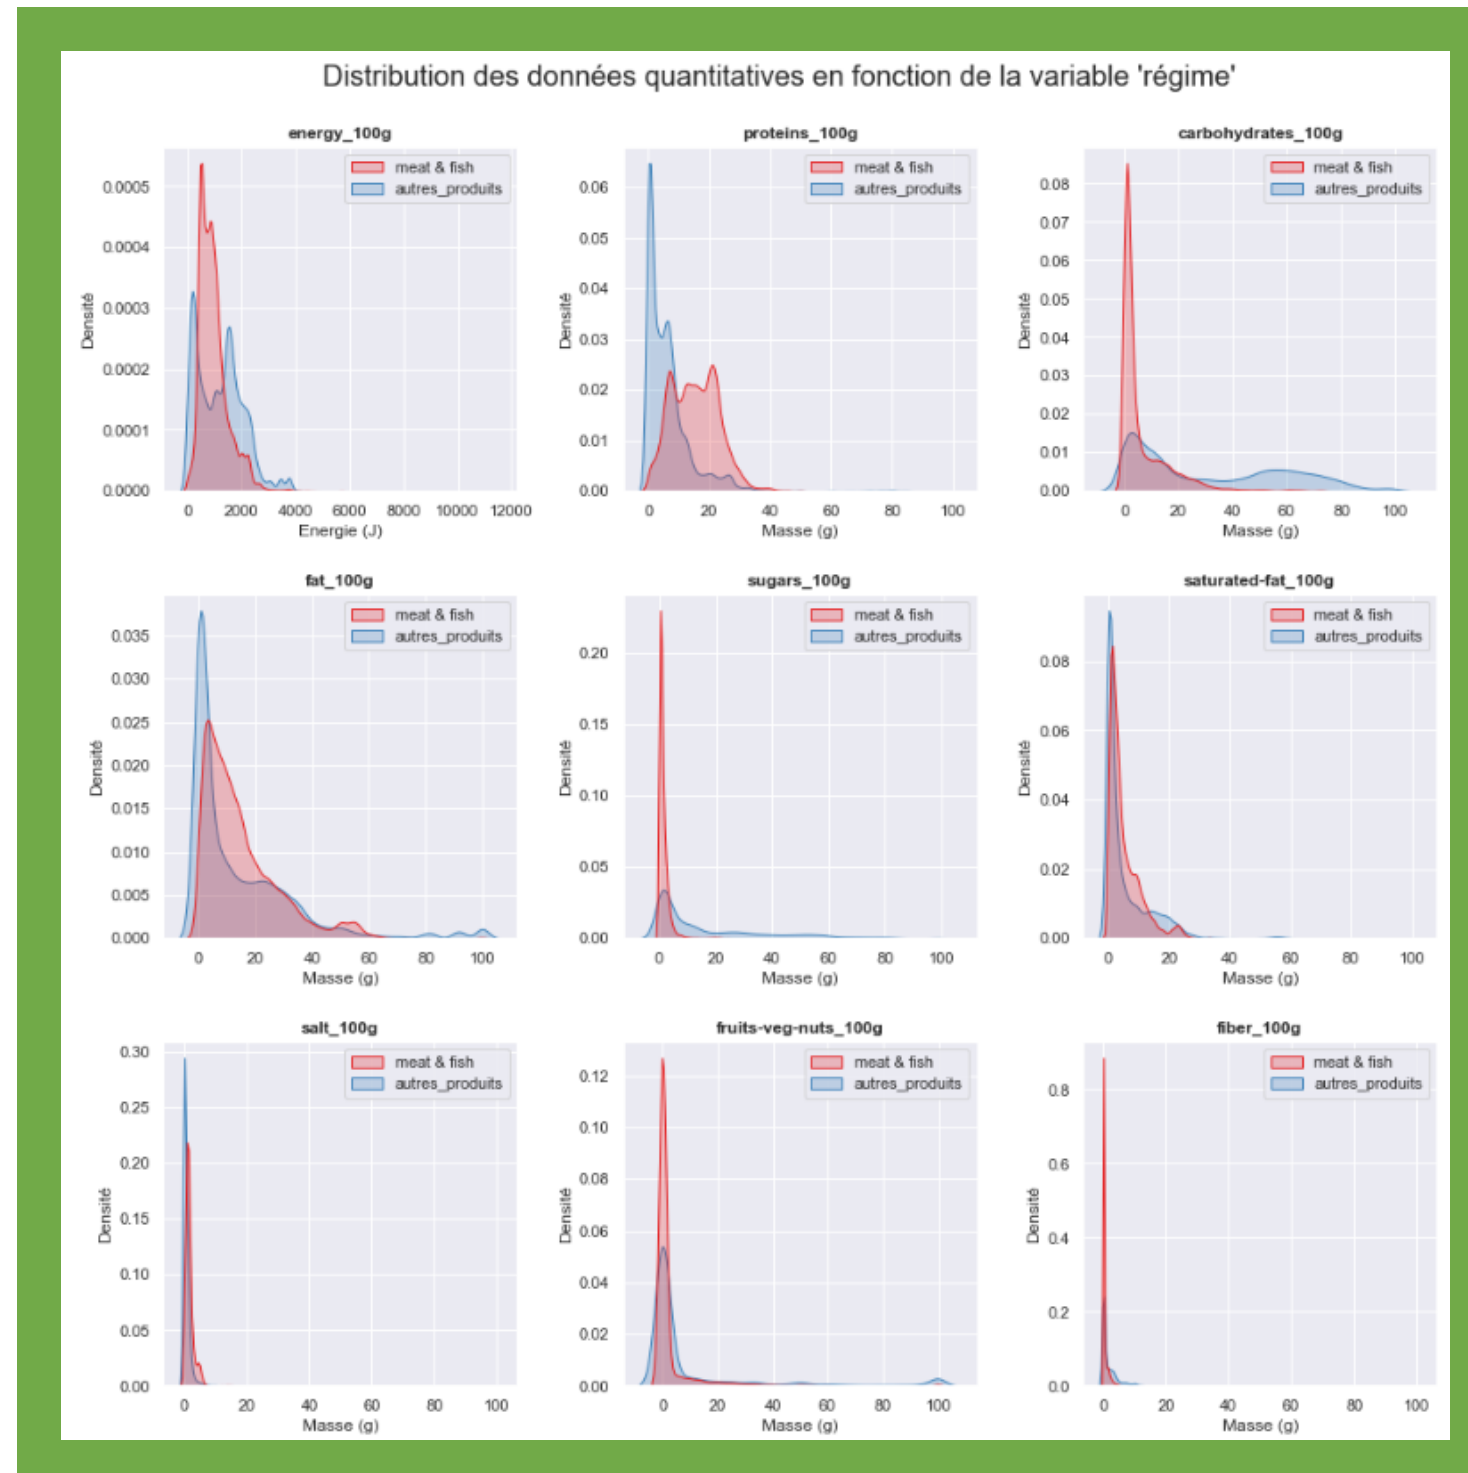 Distribution des données quantitatives en fonction de la variable 'régime'
energy_100g
meat & fish
autres_produits
0.0005
0.0004
0.0003
0.0002
0.0001
0.0000
Densité
0 2000 4000 6000 8000 10000 12000
Energie (J)
proteins_100g
meat & fish
autres_produits
0.06
0.05
0.04
0.03
0.02
0.01
0.00
Densité
0 20 40 60 80 100
Masse (g)
carbohydrates_100g
meat & fish
autres_produits
0.08
0.07
0.06
0.05
0.04
0.03
0.02
0.01
0.00
Densité
0 20 40 60 80 100
Masse (g)
fat_100g
meat & fish
autres_produits
0.035
0.030
0.025
0.020
0.015
0.010
0.005
0.000
Densité
0 20 40 60 80 100
Masse (g)
sugars_100g
meat & fish
autres_produits
0.20
0.15
0.10
0.05
0.00
Densité
0 20 40 60 80 100
Masse (g)
saturated-fat_100g
meat & fish
autres_produits
0.08
0.06
0.04
0.02
0.00
Densité
0 20 40 60 80 100
Masse (g)
salt_100g
meat & fish
autres_produits
0.30
0.25
0.20
0.15
0.10
0.05
0.00
Densité
0 20 40 60 80 100
Masse (g)
fruits-veg-nuts_100g
meat & fish
autres_produits
0.12
0.10
0.08
0.06
0.04
0.02
0.00
Densité
0 20 40 60 80 100
Masse (g)
fiber_100g
meat & fish
autres_produits
0.8
0.6
0.4
0.2
0.0
Densité
0 20 40 60 80 100
Masse (g)